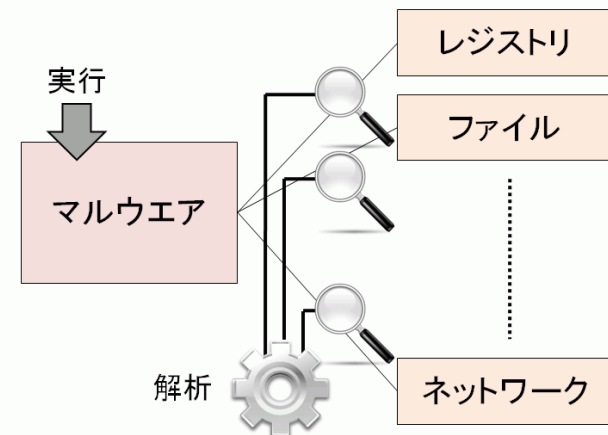 レジストリ
実行
ファイル
マルウエア
解析
ネットワーク